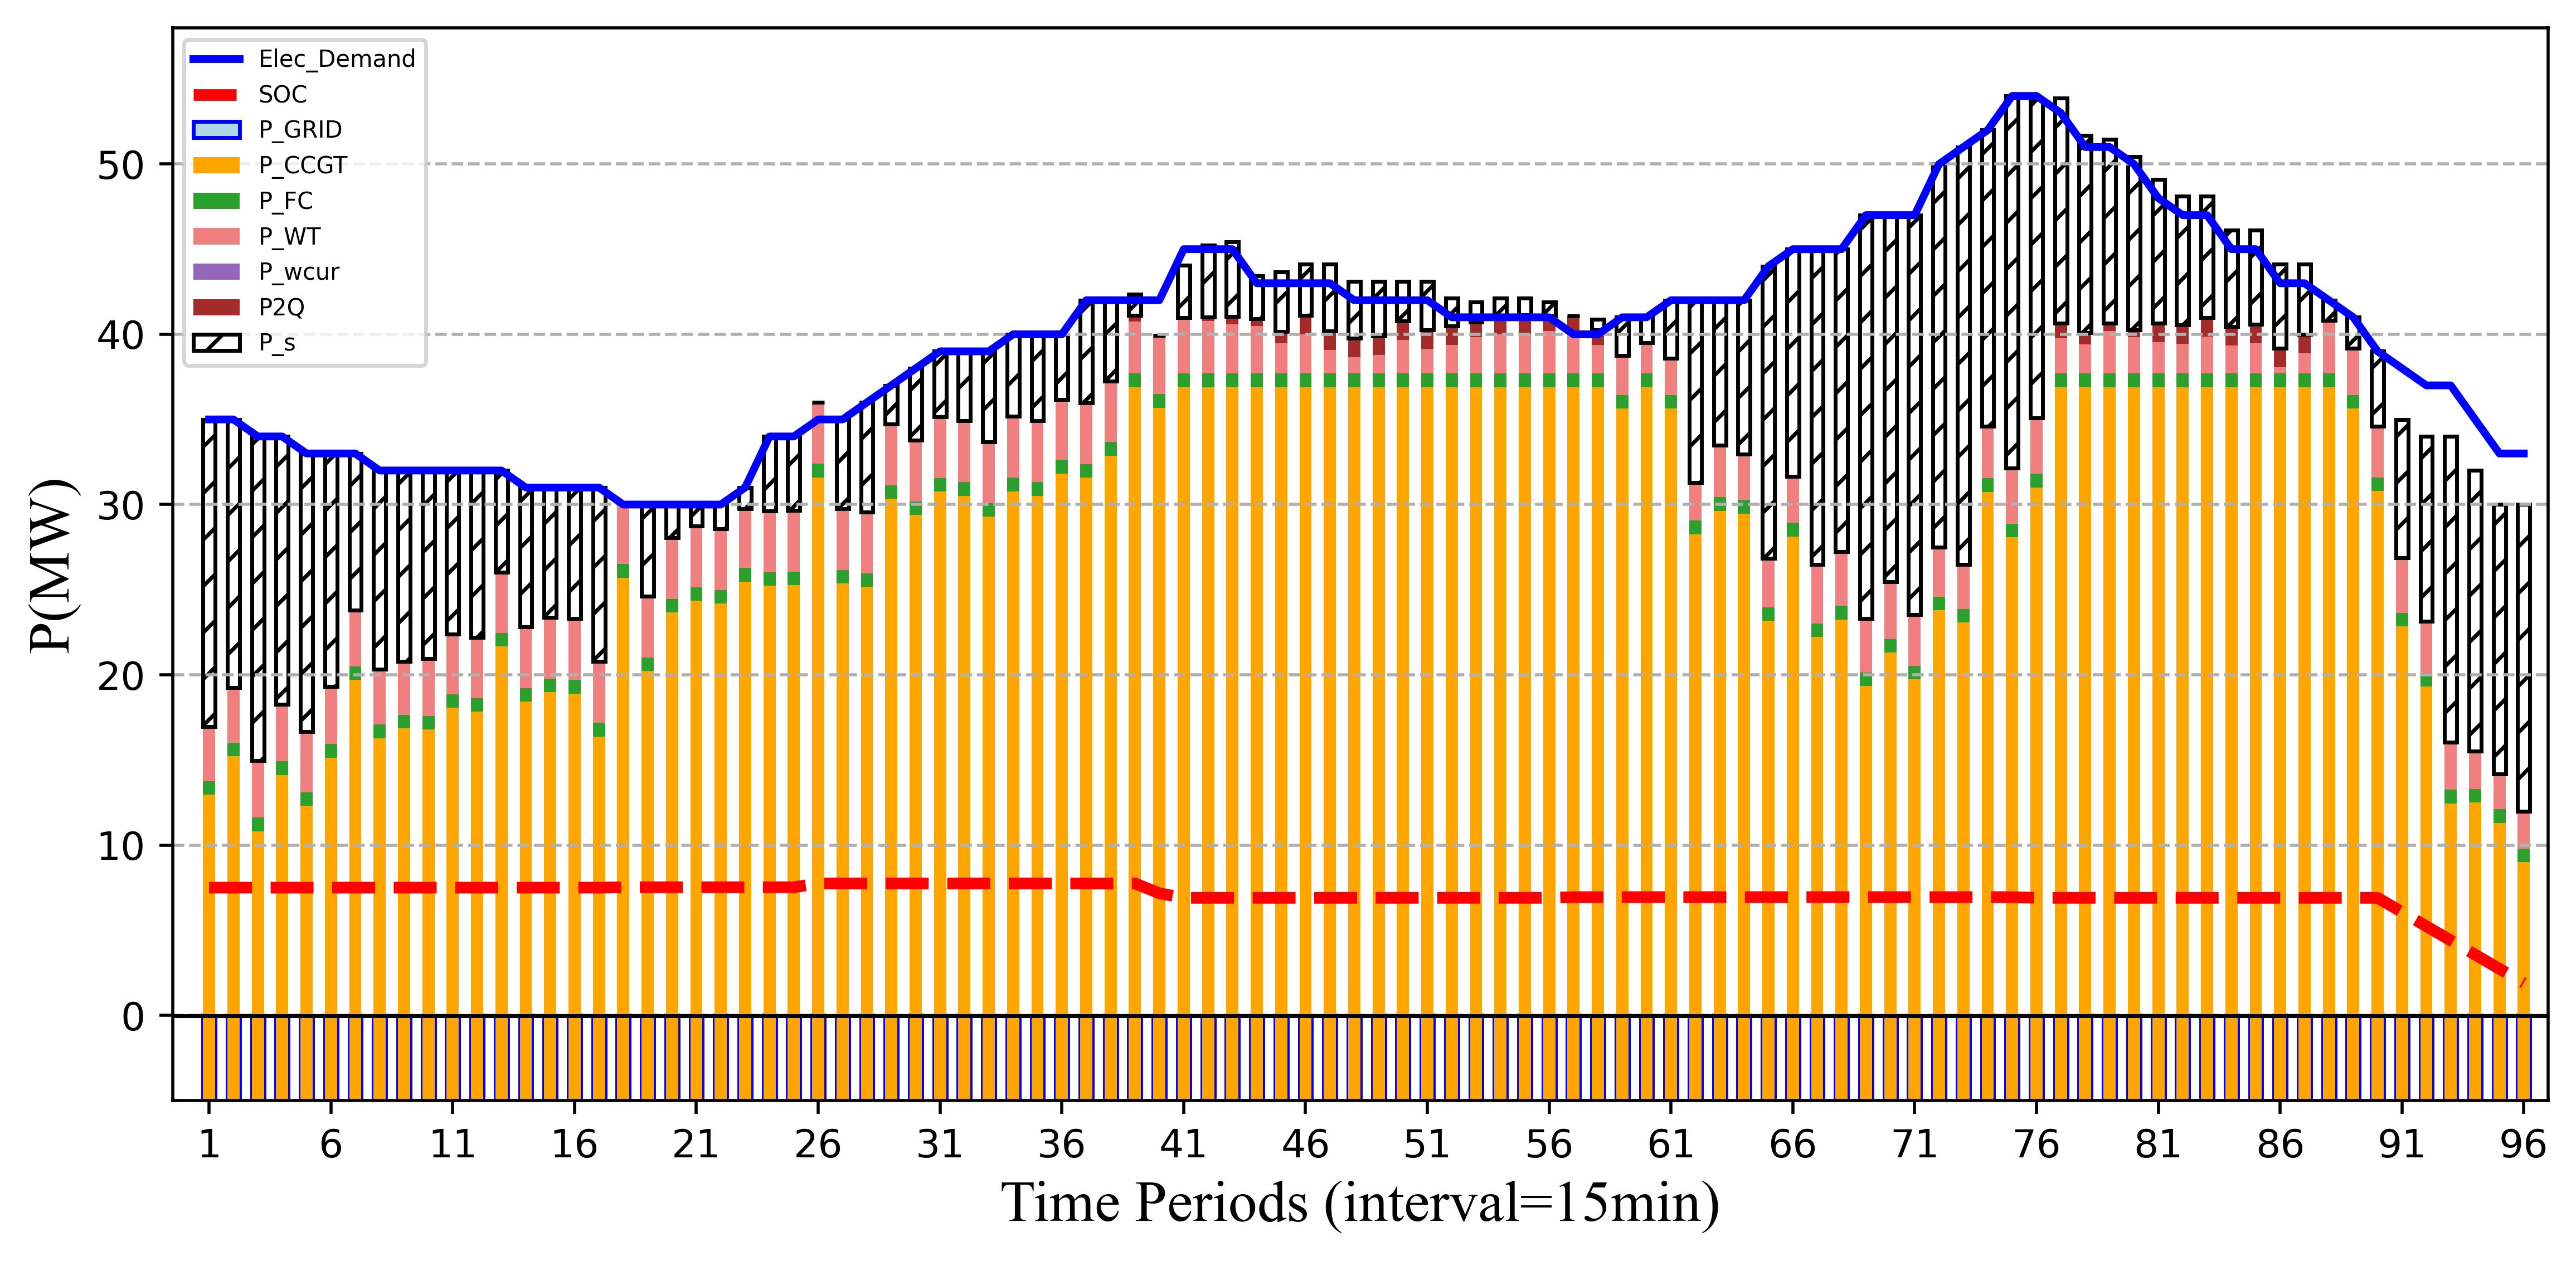 Elec_Demand
SOC
P_GRID
P_CCGT
P_FC
P_WT
P_wcur
P2Q
P_s
P(MW)
50
40
30
20
10
0
1 6 11 16 21 26 31 36 41 46 51 56 61 66 71 76 81 86 91 96
Time Periods (interval=15min)